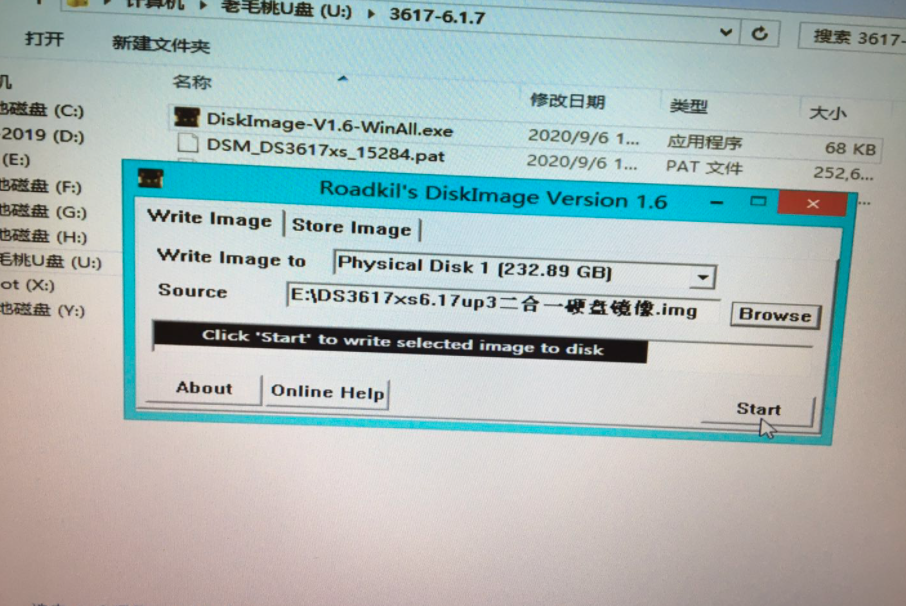 计算机 ▸ 老毛桃U盘 (U:) ▸ 3617-6.1.7
搜索 3617-
打开 新建文件夹
名称 修改日期 类型 大小
DiskImage-V1.6-WinAll.exe 2020/9/6 1... 应用程序 68 KB
DSM_DS3617xs_15284.pat 2020/9/6 1... PAT 文件 252,6...
机
地磁盘 (C:)
-2019 (D:)
(E:)
地磁盘 (F:)
地磁盘 (G:)
地磁盘 (H:)
毛桃U盘 (U:)
ot (X:)
地磁盘 (Y:)
Roadkil's DiskImage Version 1.6
Write Image Store Image
Write Image to Physical Disk 1 (232.89 GB)
Source E:\DS3617xs6.17up3二合一硬盘镜像.img Browse
Click 'Start' to write selected image to disk
About Online Help Start